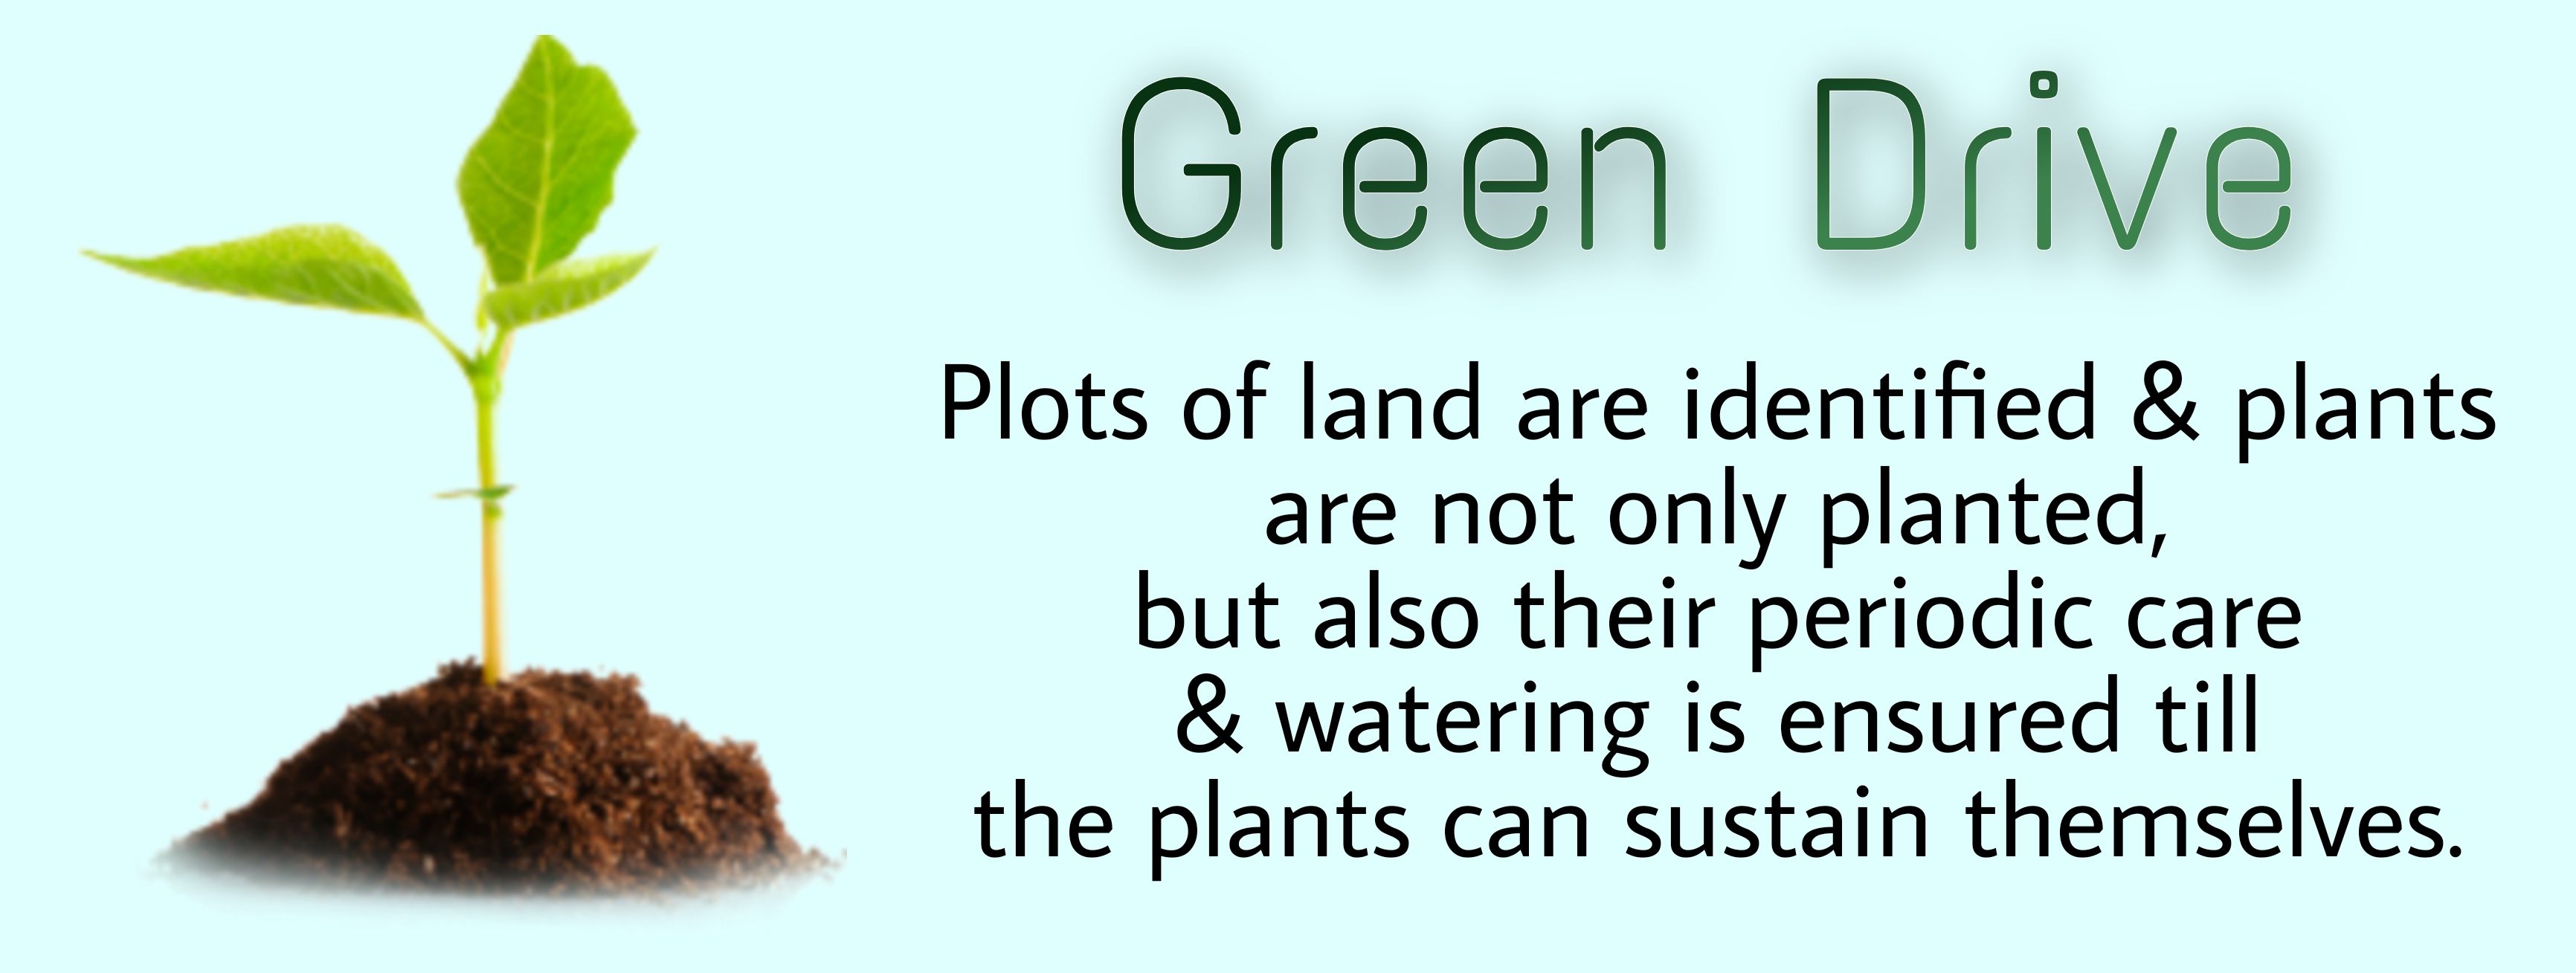 Green Drive
Plots of land are identified & plants
are not only planted,
but also their periodic care
& watering is ensured till
the plants can sustain themselves.